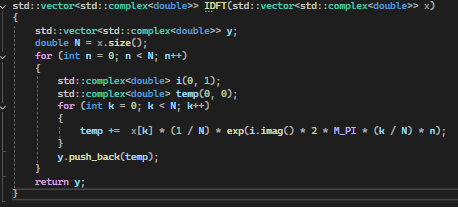 std::vector<std::complex<double>> IDFT(std::vector<std::complex<double>> x)
{
    std::vector<std::complex<double>> y;
    double N = x.size();
    for (int n = 0; n < N; n++)
    {
        std::complex<double> i(0, 1);
        std::complex<double> temp(0, 0);
        for (int k = 0; k < N; k++)
        {
            temp +=  x[k] * (1 / N) * exp(i.imag() * 2 * M_PI * (k / N) * n);
        }
        y.push_back(temp);
    }
    return y;
}